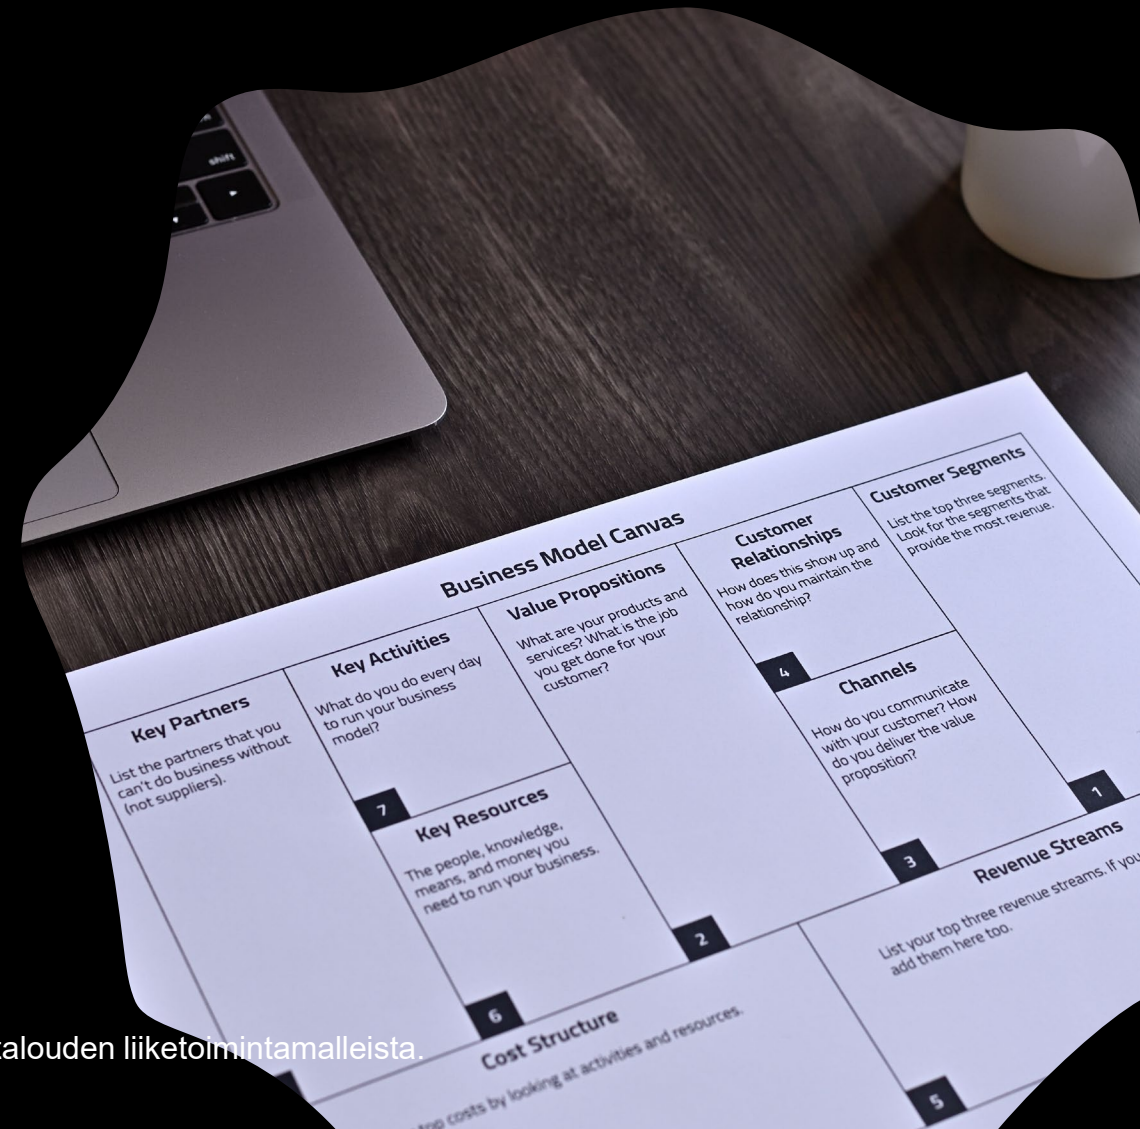 shift
Business Model Canvas
Key Partners
List the partners that you
can't do business without
(not suppliers).
Key Activities
What do you do every day
to run your business
model?
7
Key Resources
The people, knowledge,
means, and money you
need to run your business.
6
Value Propositions
What are your products and
services? What is the job
you get done for your
customer?
2
Customer
Relationships
How does this show up and
how do you maintain the
relationship?
4
Channels
How do you communicate
with your customer? How
do you deliver the value
proposition?
3
Customer Segments
List the top three segments.
Look for the segments that
provide the most revenue.
1
Cost Structure
top costs by looking at activities and resources.
Revenue Streams
List your top three revenue streams. If you
add them here too.
5
talouden liiketoimintamalleista.